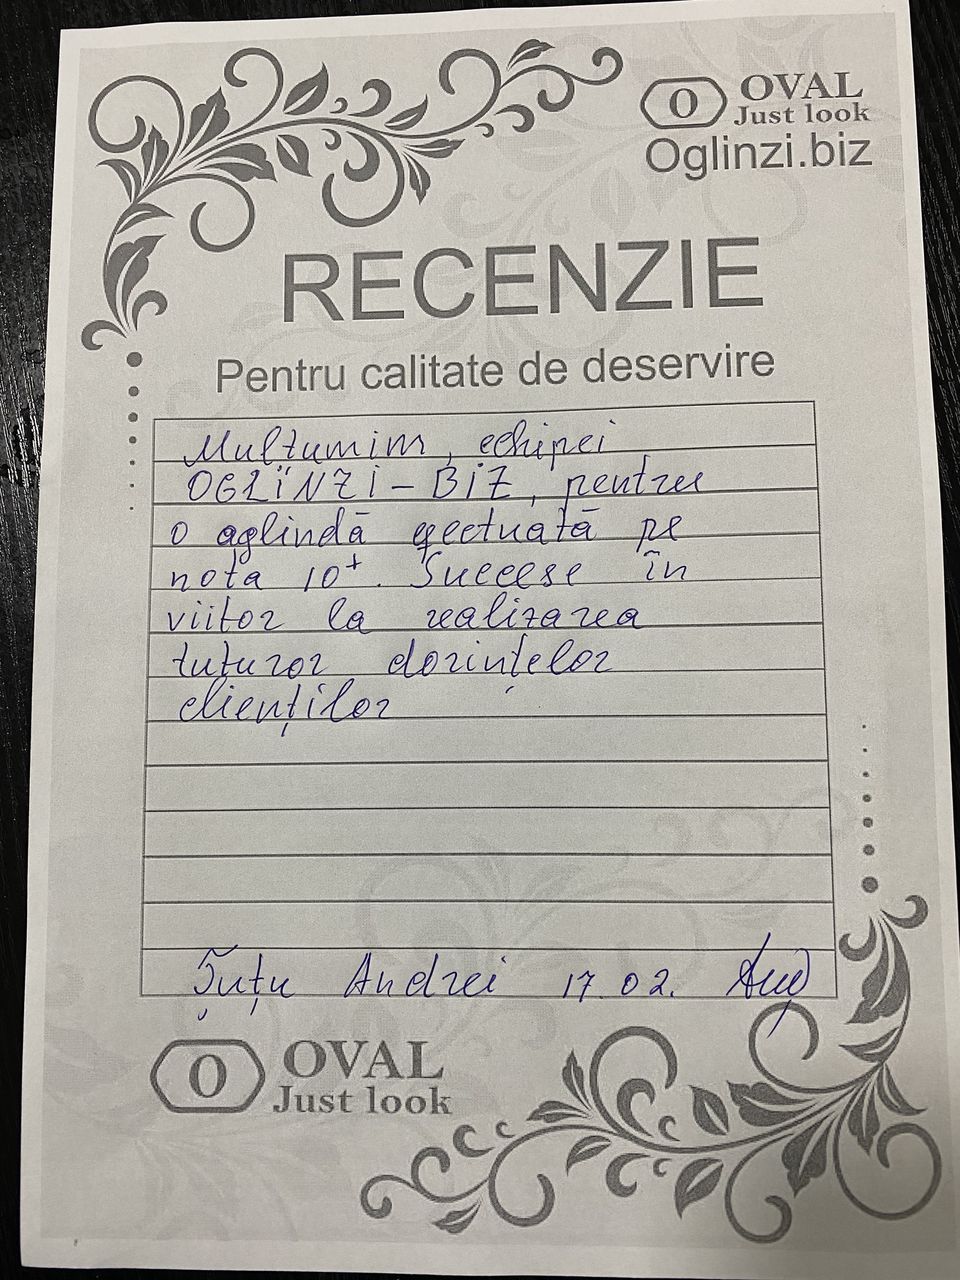 O OVAL
Just look
Oglinzi.biz
RECENZIE
Pentru calitate de deservire
Mulțumim, echipei
OGLINZI-BIZ, pentru
o aglindă efectuată pe
nota 10+. Succese în
viitor la realizarea
tuturor dorințelor
clienților
Țuțu Andrei 17.02.
O OVAL
Just look